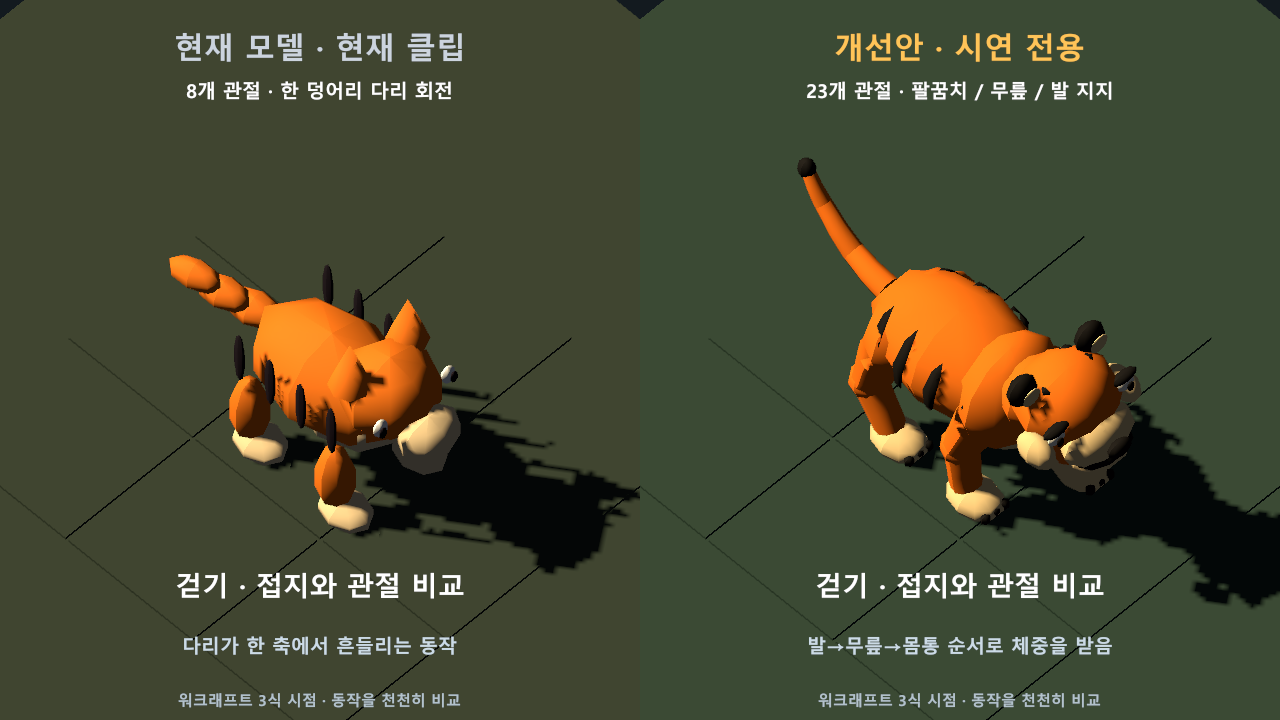 현재 모델 · 현재 클립
8개 관절 · 한 덩어리 다리 회전
걷기 · 접지와 관절 비교
다리가 한 축에서 흔들리는 동작
워크래프트 3식 시점 · 동작을 천천히 비교
개선안 · 시연 전용
23개 관절 · 팔꿈치 / 무릎 / 발 지지
걷기 · 접지와 관절 비교
발→무릎→몸통 순서로 체중을 받음
워크래프트 3식 시점 · 동작을 천천히 비교